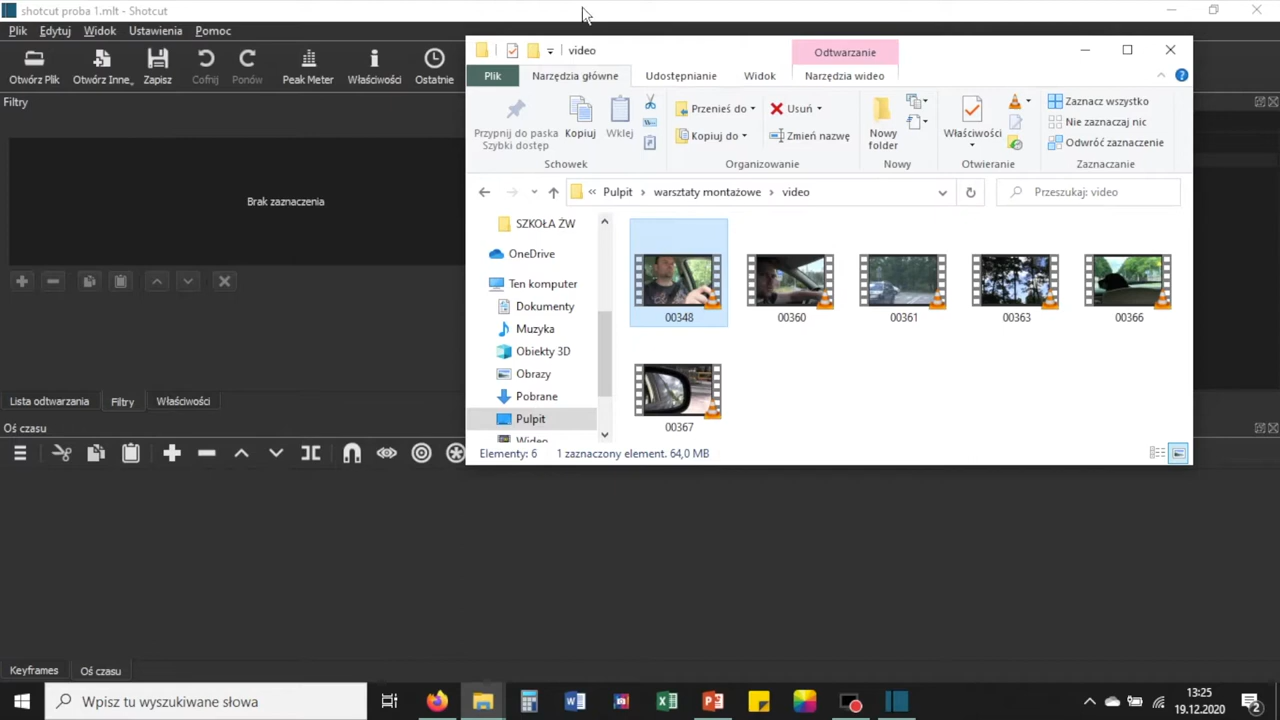 shotcut proba 1.mlt - Shotcut
Plik Edytuj Widok Ustawienia Pomoc
Otwórz Plik Otwórz Inne, Zapisz Cofnij Ponów Peak Meter Właściwości Ostatnie
Filtry
Brak zaznaczenia
Lista odtwarzania Filtry Właściwości
Oś czasu
Keyframes Oś czasu
video
Odtwarzanie
Plik Narzędzia główne Udostępnianie Widok Narzędzia wideo
Przypnij do paska
Szybki dostęp
Kopiuj
Wklej
Schowek
Przenieś do
Kopiuj do
Usuń
Zmień nazwę
Organizowanie
Nowy
folder
Nowy
Właściwości
Otwieranie
Zaznacz wszystko
Nie zaznaczaj nic
Odwróć zaznaczenie
Zaznaczanie
« Pulpit › warsztaty montażowe › video
Przeszukaj: video
SZKOŁA ŻW
OneDrive
Ten komputer
Dokumenty
Muzyka
Obiekty 3D
Obrazy
Pobrane
Pulpit
Wideo
00348 00360 00361 00363 00366
00367
Elementy: 6 1 zaznaczony element. 64,0 MB
Wpisz tu wyszukiwane słowa
13:25
19.12.2020
2